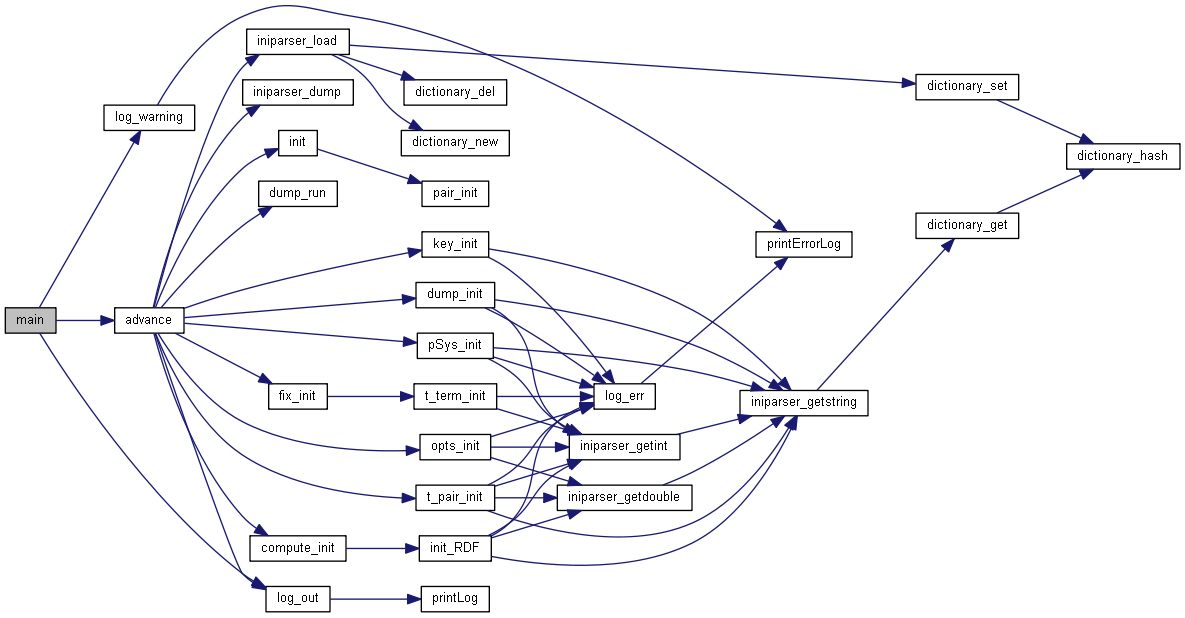 iniparser_load
dictionary_set
iniparser_dump
dictionary_del
log_warning
init
dictionary_new
dictionary_hash
dump_run
pair_init
dictionary_get
key_init
printErrorLog
dump_init
main
advance
pSys_init
fix_init
t_term_init
log_err
iniparser_getstring
opts_init
iniparser_getint
t_pair_init
iniparser_getdouble
compute_init
init_RDF
log_out
printLog